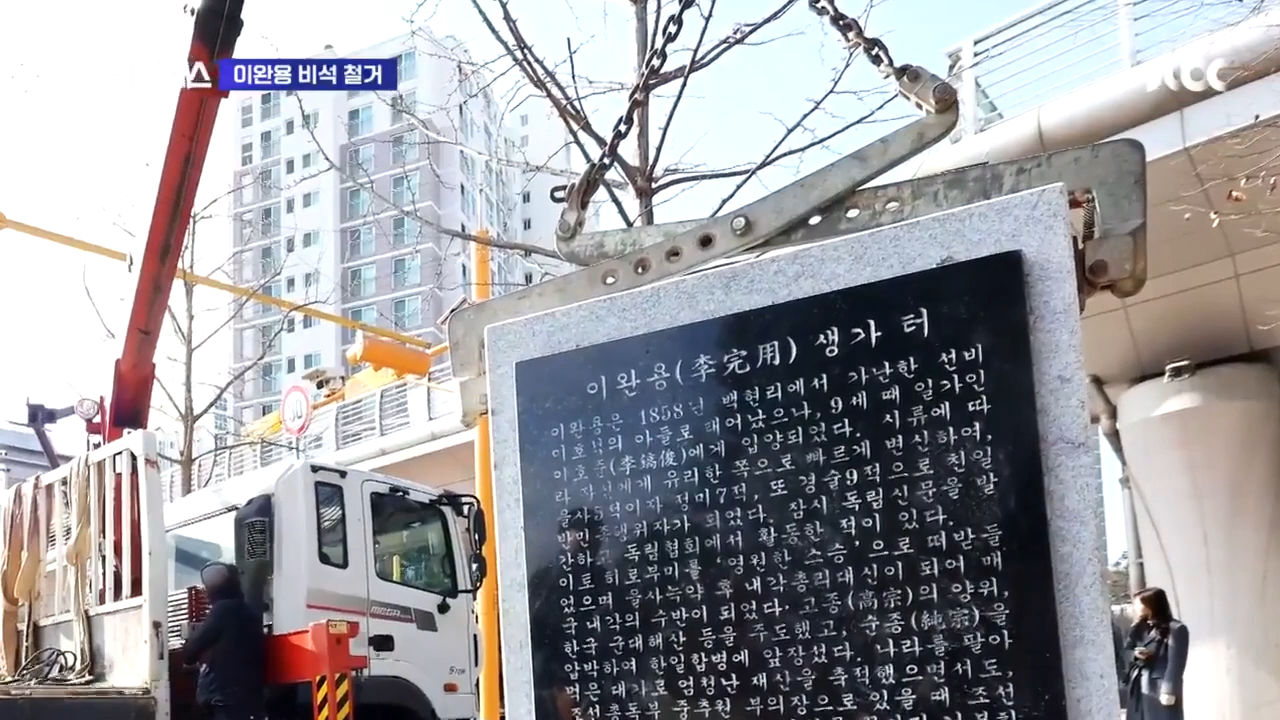 이완용 비석 철거
30
MEGA
이완용(李完用) 생가 터
이완용은 1858년 백현리에서 가난한 선비
이호석의 아들로 태어났으나, 9세 때 일가인
이호준(李鎬俊)에게 입양되었다. 시류에 따
라 자신에게 유리한 쪽으로 빠르게 변신하여,
을사5적이자 정미7적, 또 경술9적으로 친일
반민족행위자가 되었다. 잠시 독립신문을 발
간하고 독립협회에서 활동한 적이 있다.
이토 히로부미를 '영원한 스승'으로 떠받들
었으며 을사늑약 후 내각총리대신이 되어 매
국내각의 수반이 되었다. 고종(高宗)의 양위,
한국 군대해산 등을 주도했고, 순종(純宗)을
압박하여 한일합병에 앞장섰다. 나라를 팔아
먹은 대가로 엄청난 재산을 축적했으면서도,
조선총독부 중추원 부의장으로 있을 때 조선